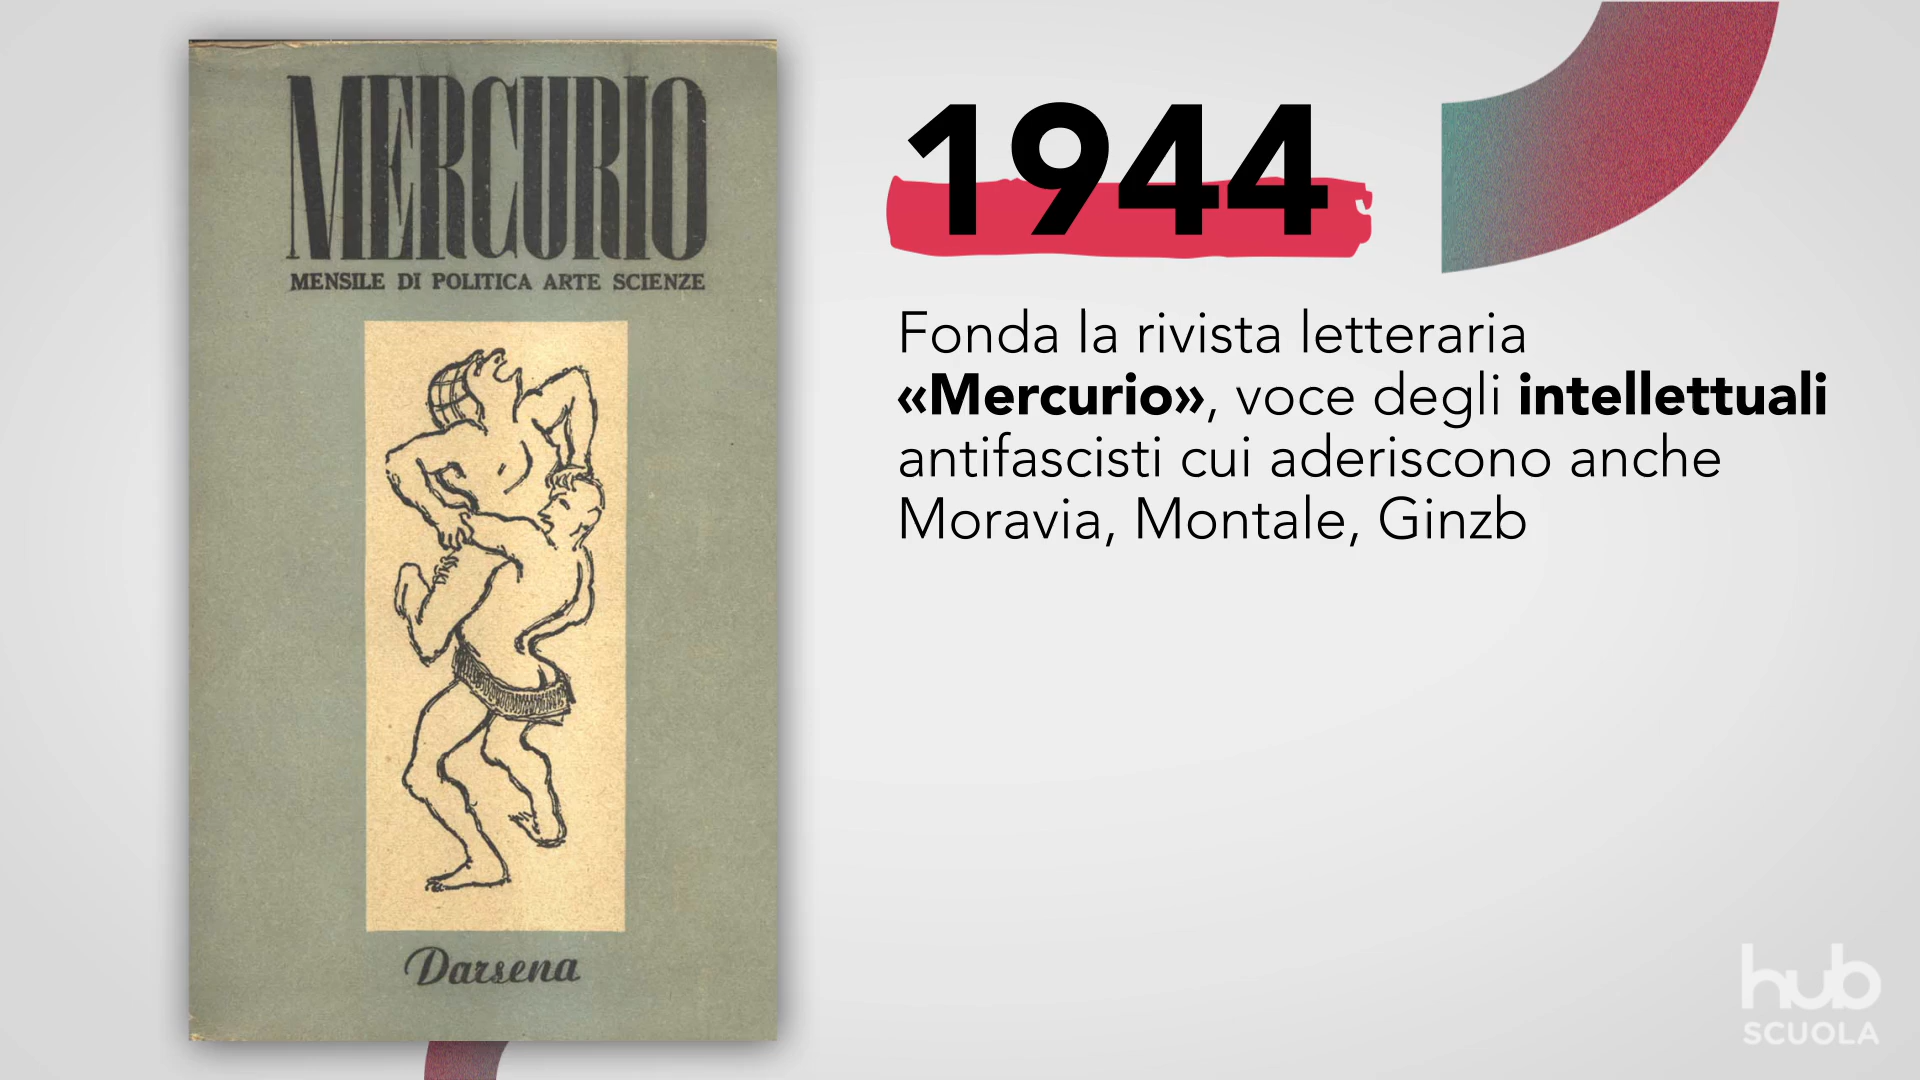 MERCURIO
MENSILE DI POLITICA ARTE SCIENZE
Darsena
1944
Fonda la rivista letteraria
«Mercurio», voce degli intellettuali
antifascisti cui aderiscono anche
Moravia, Montale, Ginzb
hub
SCUOLA